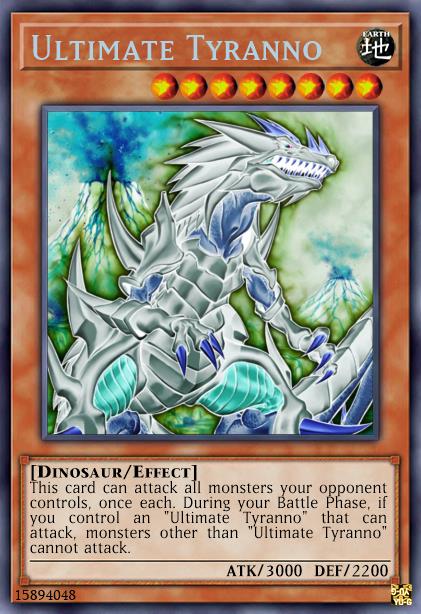 Ultimate Tyranno
EARTH
地
[Dinosaur/Effect]
This card can attack all monsters your opponent
controls, once each. During your Battle Phase, if
you control an "Ultimate Tyranno" that can
attack, monsters other than "Ultimate Tyranno"
cannot attack.
ATK/3000 DEF/2200
15894048